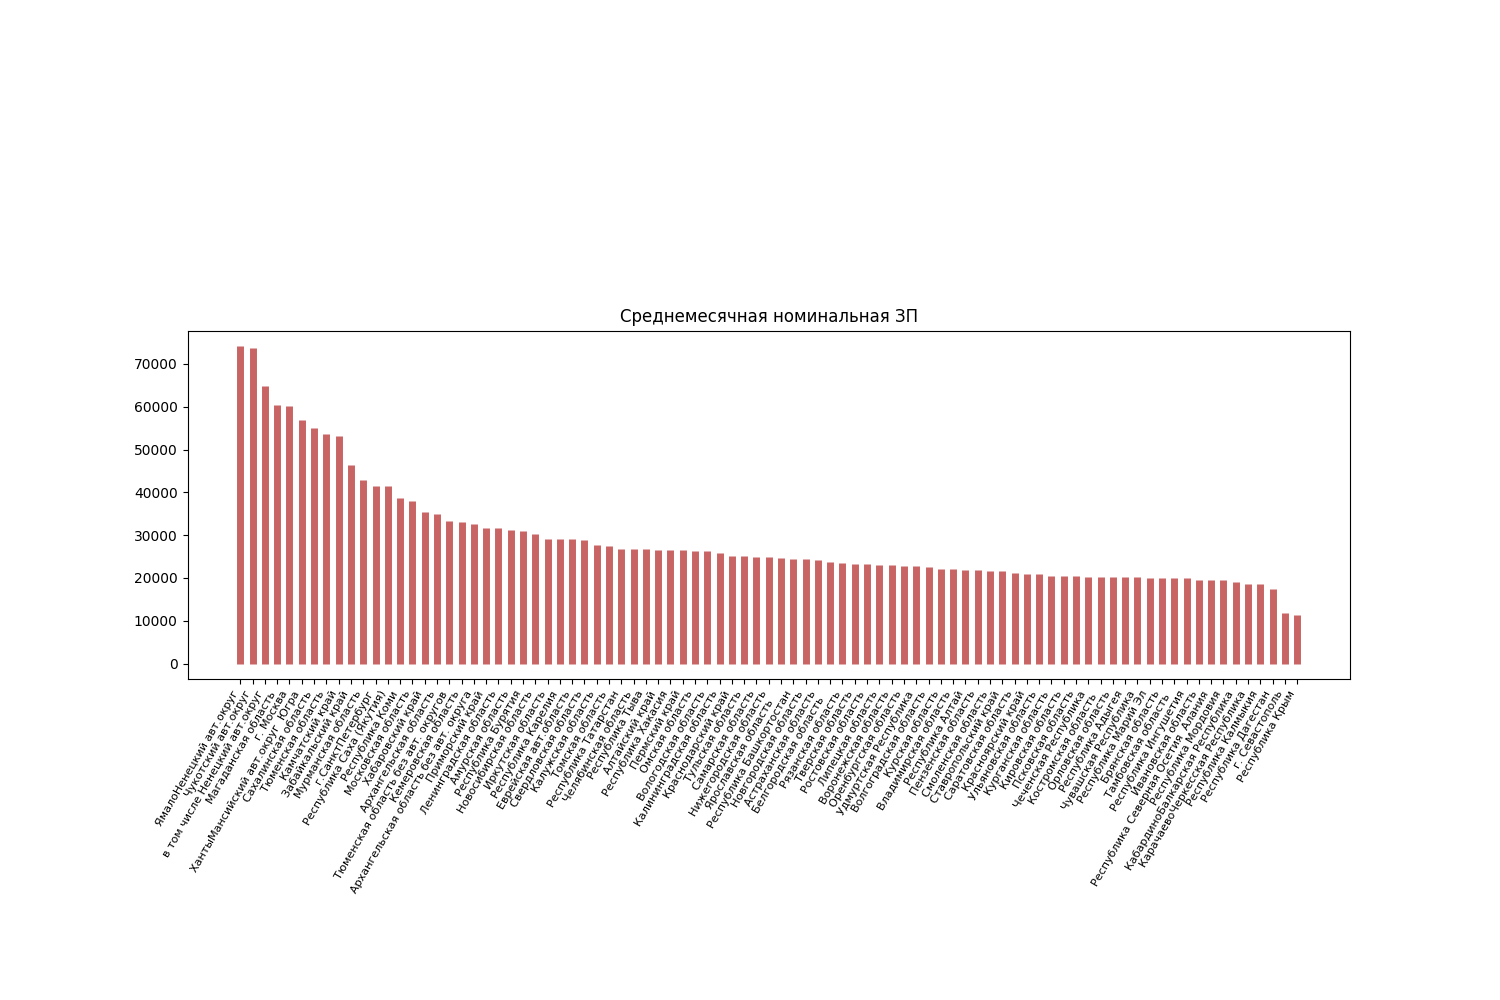 Среднемесячная номинальная ЗП
70000
60000
50000
40000
30000
20000
10000
0
ЯмалоНенецкий авт.округ
Чукотский авт.округ
в том числе Ненецкий авт.округ
Магаданская область
г. Москва
ХантыМансийский авт.округ Югра
Сахалинская область
Тюменская область
Камчатский край
Забайкальский край
Мурманская область
г.СанктПетербург
Республика Саха (Якутия)
Республика Коми
Московская область
Хабаровский край
Архангельская область
Тюменская область без авт. округов
Кемеровская область
Архангельская область без авт. округа
Приморский край
Ленинградская область
Амурская область
Республика Бурятия
Новосибирская область
Иркутская область
Республика Карелия
Еврейская авт.область
Свердловская область
Калужская область
Томская область
Республика Татарстан
Челябинская область
Республика Тыва
Алтайский край
Республика Хакасия
Пермский край
Омская область
Вологодская область
Калининградская область
Краснодарский край
Тульская область
Самарская область
Нижегородская область
Ярославская область
Республика Башкортостан
Новгородская область
Астраханская область
Белгородская область
Рязанская область
Тверская область
Ростовская область
Липецкая область
Воронежская область
Оренбургская область
Удмуртская Республика
Волгоградская область
Курская область
Владимирская область
Республика Алтай
Пензенская область
Смоленская область
Ставропольский край
Саратовская область
Красноярский край
Ульяновская область
Курганская область
Кировская область
Псковская область
Чеченская Республика
Костромская область
Орловская область
Республика Адыгея
Чувашская Республика
Республика Марий Эл
Брянская область
Тамбовская область
Республика Ингушетия
Ивановская область
Республика Северная Осетия Алания
Республика Мордовия
КабардиноБалкарская Республика
Республика Калмыкия
КарачаевоЧеркесская Республика
Республика Дагестан
г. Севастополь
Республика Крым